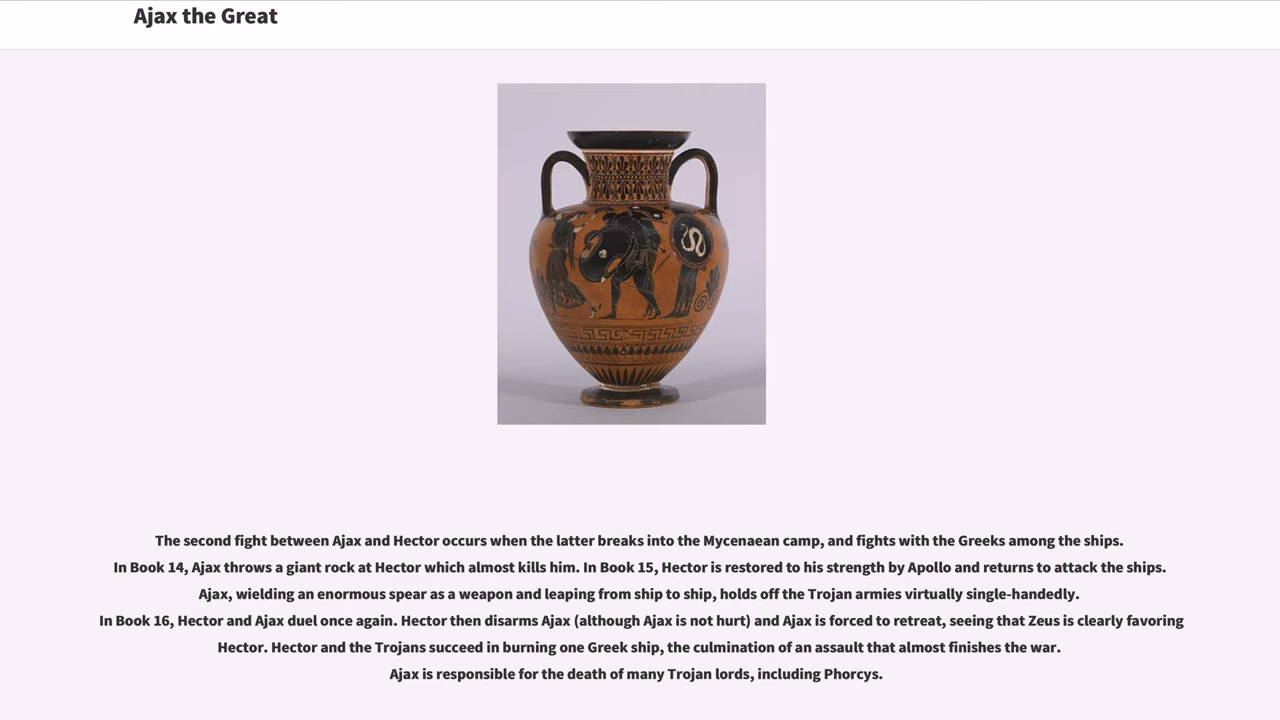 Ajax the Great
The second fight between Ajax and Hector occurs when the latter breaks into the Mycenaean camp, and fights with the Greeks among the ships.
In Book 14, Ajax throws a giant rock at Hector which almost kills him. In Book 15, Hector is restored to his strength by Apollo and returns to attack the ships.
Ajax, wielding an enormous spear as a weapon and leaping from ship to ship, holds off the Trojan armies virtually single-handedly.
In Book 16, Hector and Ajax duel once again. Hector then disarms Ajax (although Ajax is not hurt) and Ajax is forced to retreat, seeing that Zeus is clearly favoring
Hector. Hector and the Trojans succeed in burning one Greek ship, the culmination of an assault that almost finishes the war.
Ajax is responsible for the death of many Trojan lords, including Phorcys.